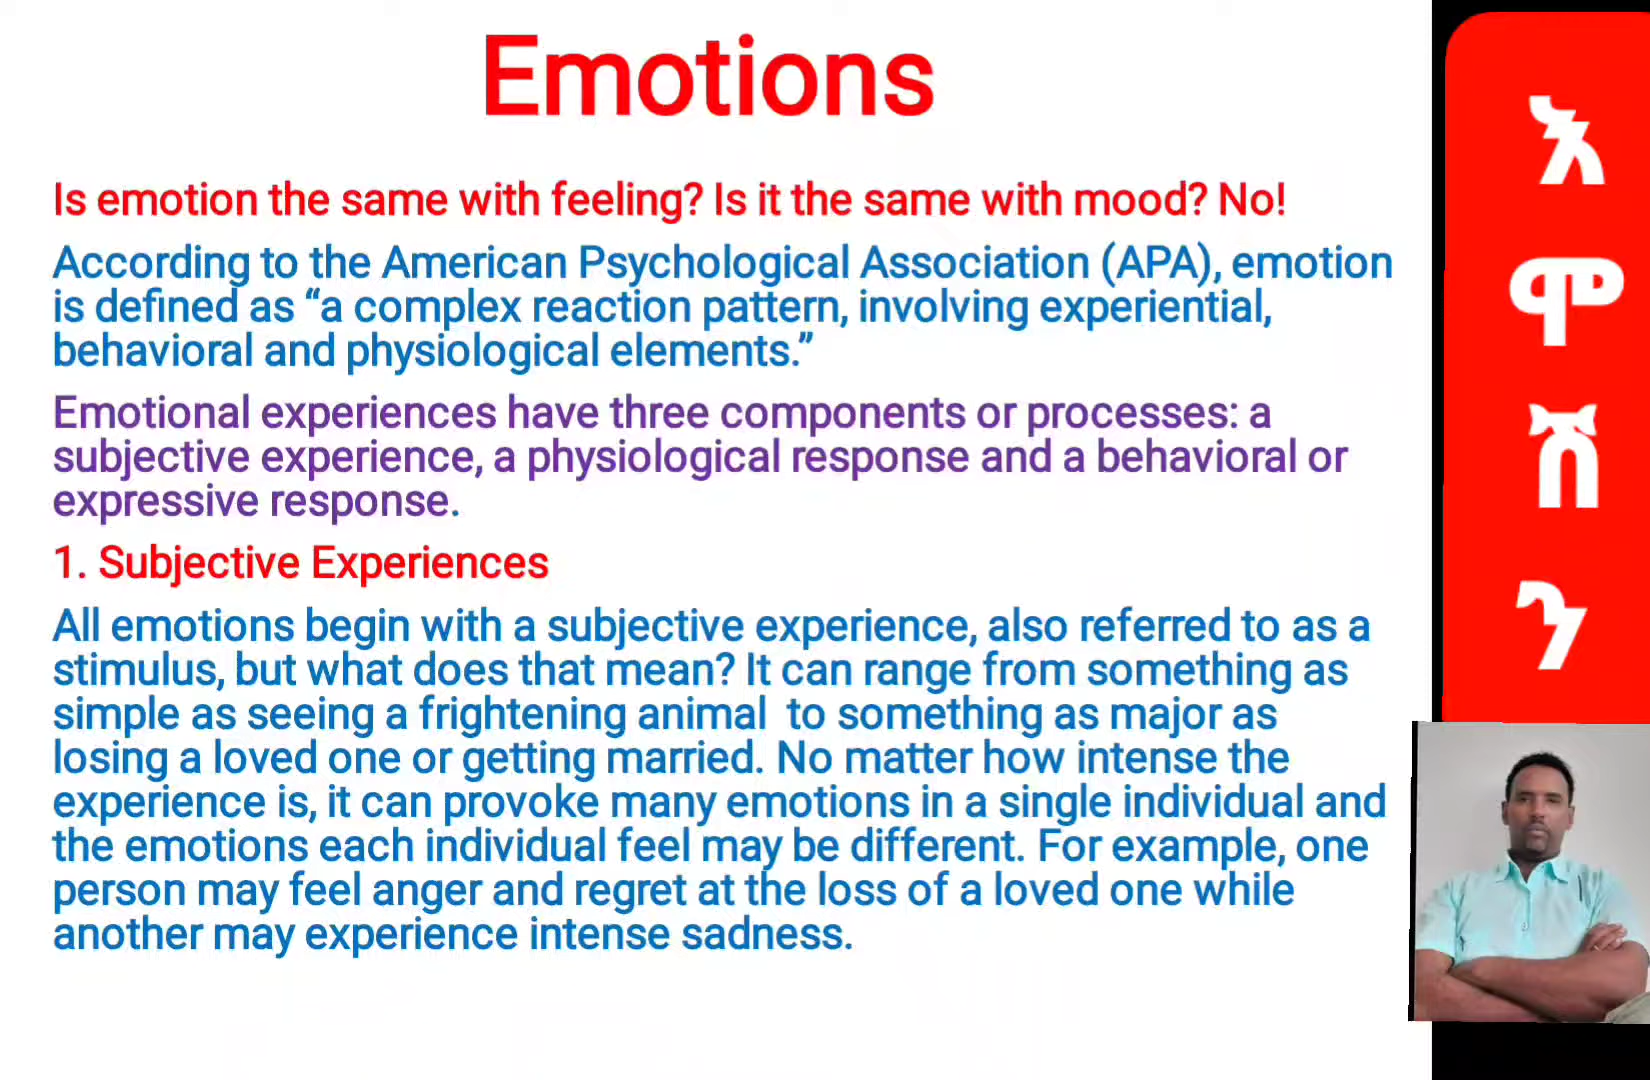 Emotions
Is emotion the same with feeling? Is it the same with mood? No!
According to the American Psychological Association (APA), emotion
is defined as “a complex reaction pattern, involving experiential,
behavioral and physiological elements.”
Emotional experiences have three components or processes: a
subjective experience, a physiological response and a behavioral or
expressive response.
1. Subjective Experiences
All emotions begin with a subjective experience, also referred to as a
stimulus, but what does that mean? It can range from something as
simple as seeing a frightening animal  to something as major as
losing a loved one or getting married. No matter how intense the
experience is, it can provoke many emotions in a single individual and
the emotions each individual feel may be different. For example, one
person may feel anger and regret at the loss of a loved one while
another may experience intense sadness.
እ
ዋ
ሸ
ን